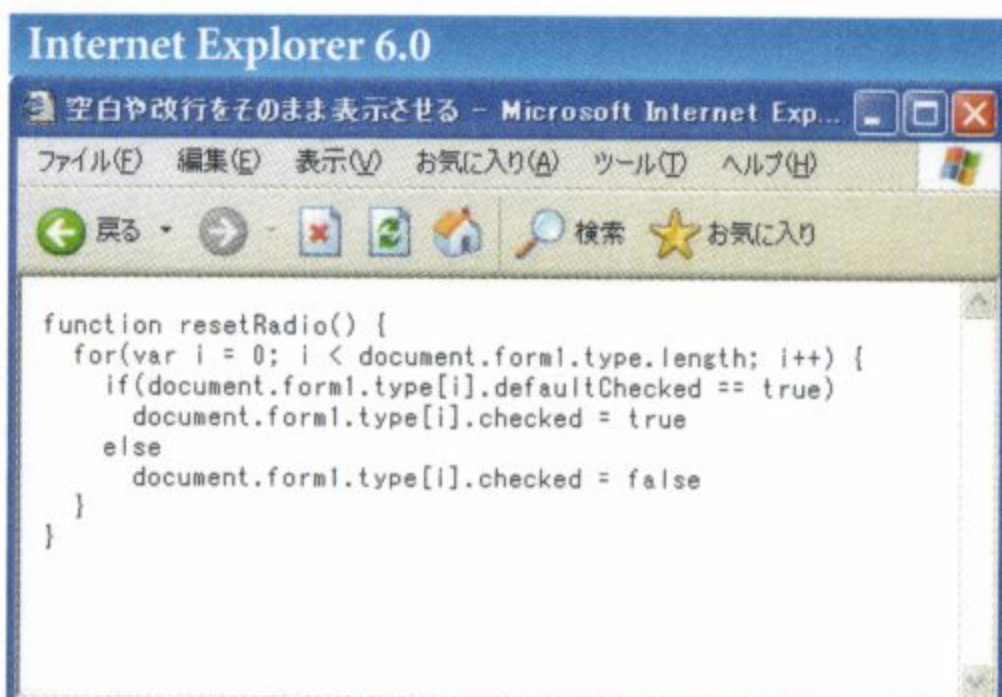 Internet Explorer 6.0
空白や改行をそのまま表示させる - Microsoft Internet Exp...
ファイル(F) 編集(E) 表示(V) お気に入り(A) ツール(T) ヘルプ(H)
戻る 検索 お気に入り
function resetRadio() {
  for(var i = 0; i < document.form1.type.length; i++) {
    if(document.form1.type[i].defaultChecked == true)
      document.form1.type[i].checked = true
    else
      document.form1.type[i].checked = false
  }
}